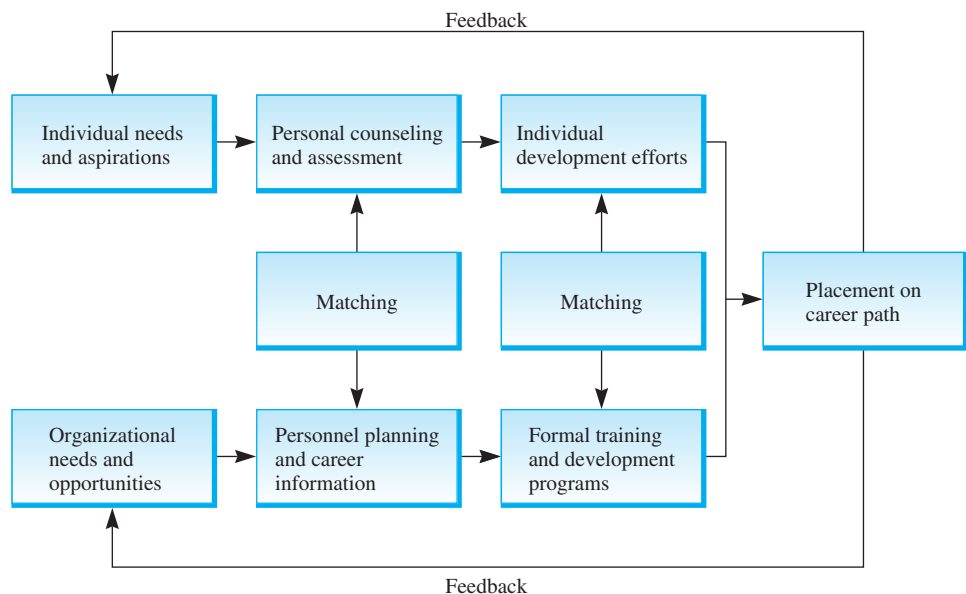 Feedback
Individual needs
and aspirations
Personal counseling
and assessment
Individual
development efforts
Matching
Matching
Placement on
career path
Organizational
needs and
opportunities
Personnel planning
and career
information
Formal training
and development
programs
Feedback